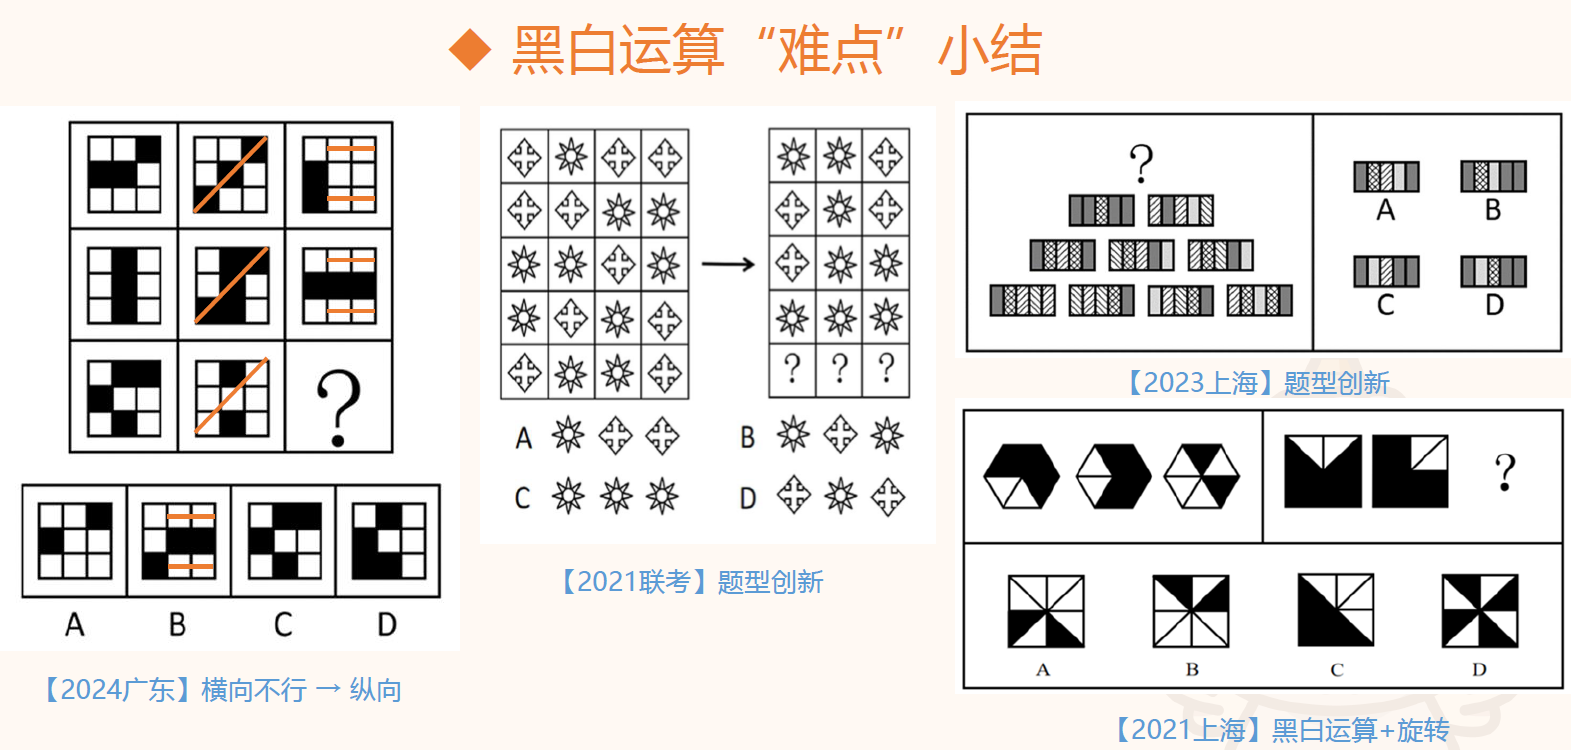 ◆ 黑白运算“难点”小结
?
A B C D
【2024广东】横向不行 → 纵向
? ? ?
A B
C D
【2021联考】题型创新
?
A B
C D
【2023上海】题型创新
?
A B C D
【2021上海】黑白运算+旋转